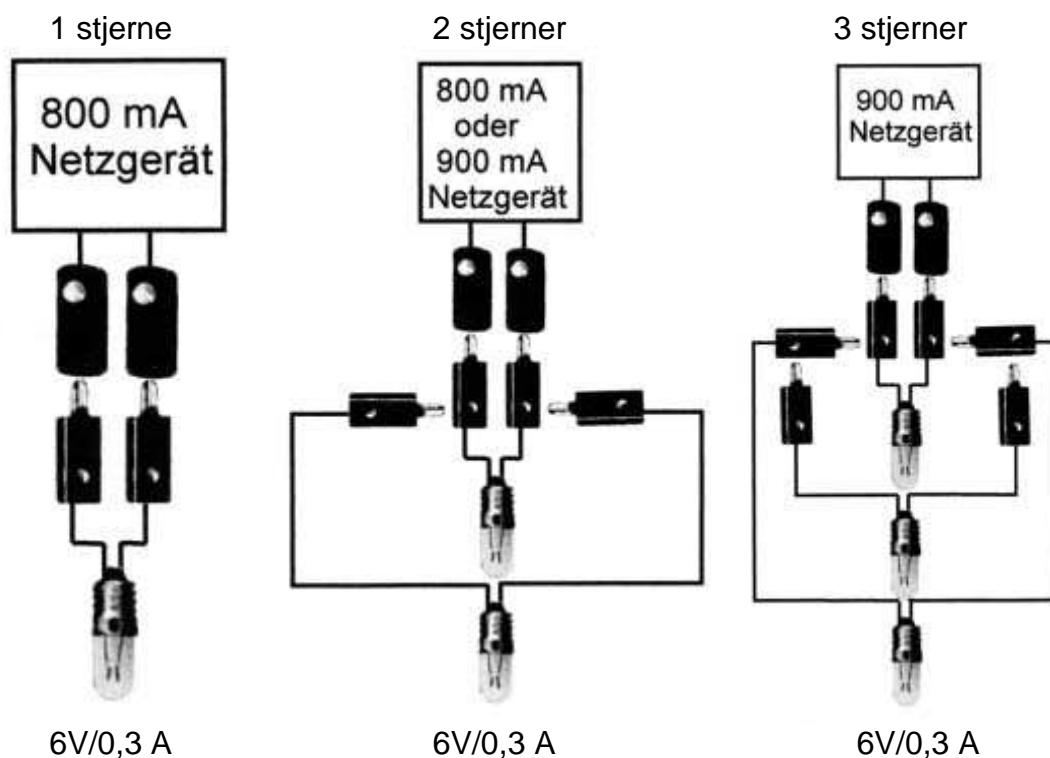 1 stjerne
800 mA
Netzgerät
6V/0,3 A
2 stjerner
800 mA
oder
900 mA
Netzgerät
6V/0,3 A
3 stjerner
900 mA
Netzgerät
6V/0,3 A